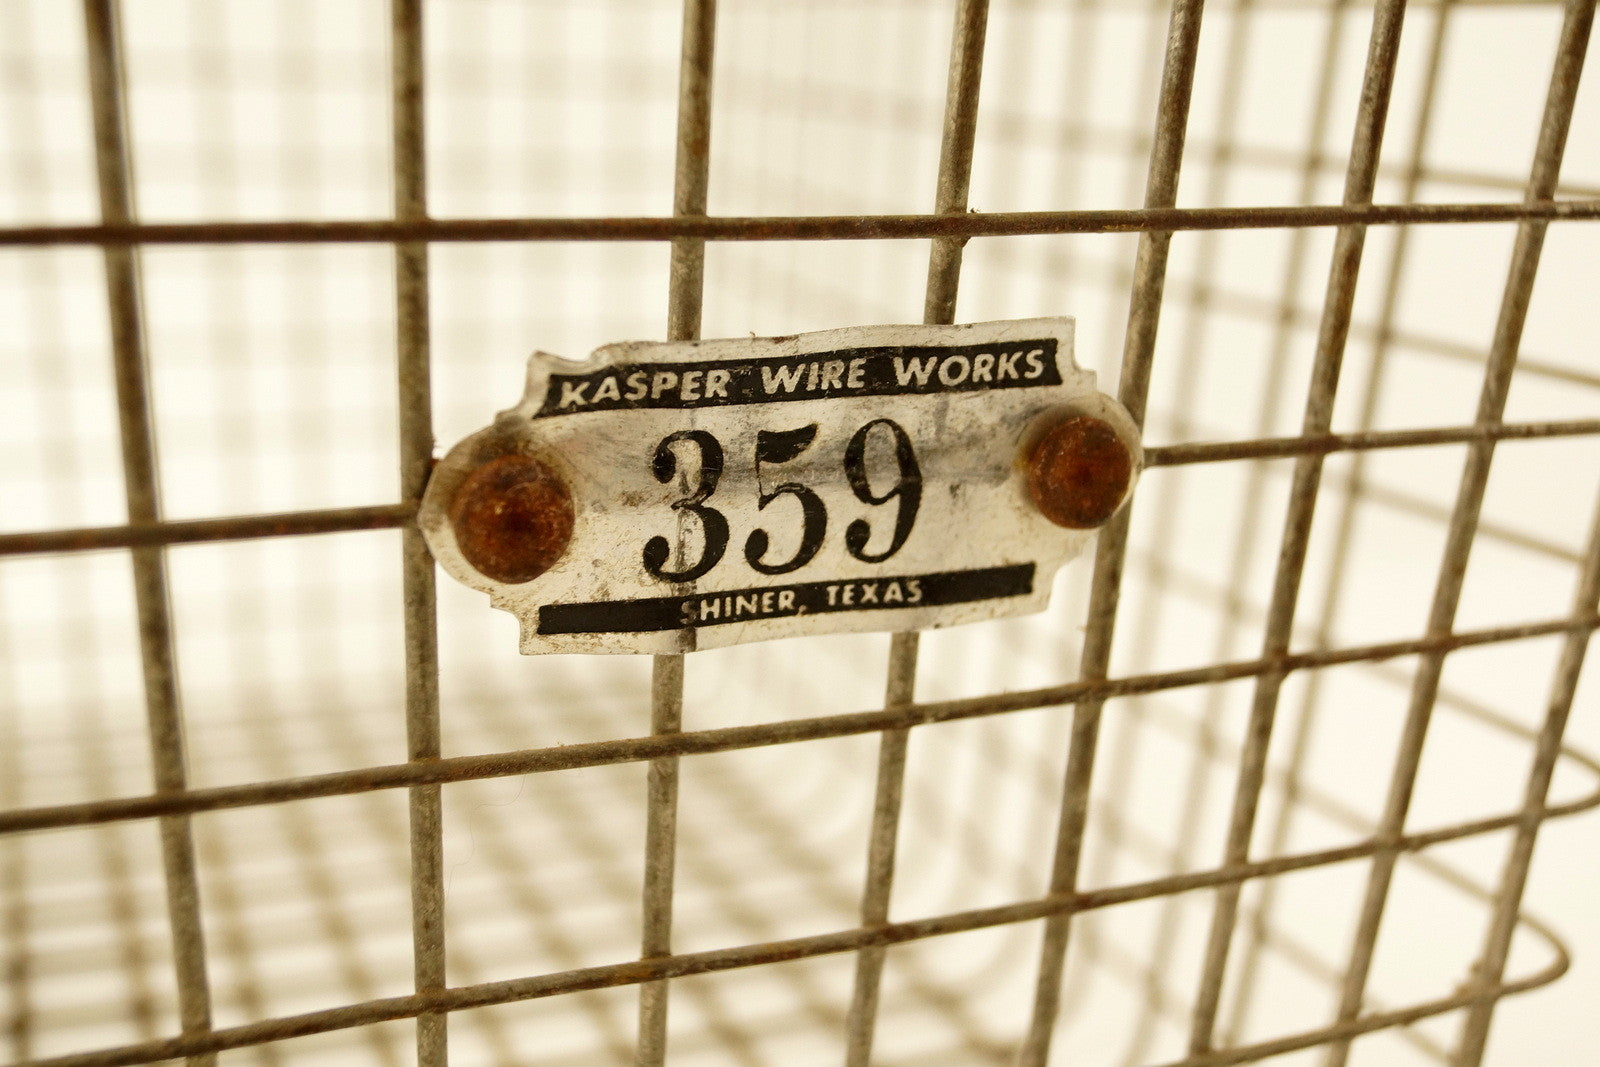 KASPER WIRE WORKS
359
SHINER, TEXAS